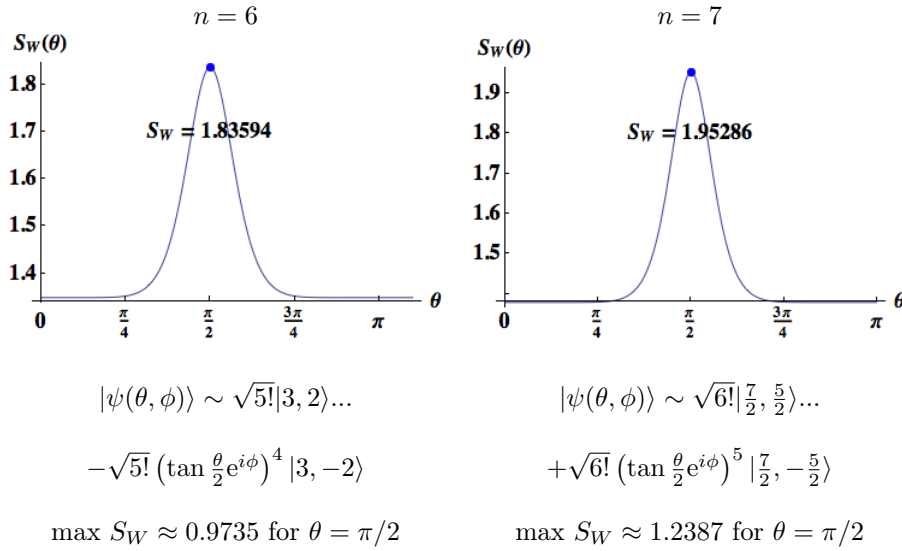 n = 6
S_W(θ)
1.8
1.7
1.6
1.5
1.4
S_W = 1.83594
0 π/4 π/2 3π/4 π θ
|ψ(θ, ϕ)⟩ ∼ √5!|3, 2⟩...
−√5! (tan θ/2 e^{iϕ})^4 |3, −2⟩
max S_W ≈ 0.9735 for θ = π/2
n = 7
S_W(θ)
1.9
1.8
1.7
1.6
1.5
S_W = 1.95286
0 π/4 π/2 3π/4 π θ
|ψ(θ, ϕ)⟩ ∼ √6!|7/2, 5/2⟩...
+√6! (tan θ/2 e^{iϕ})^5 |7/2, −5/2⟩
max S_W ≈ 1.2387 for θ = π/2